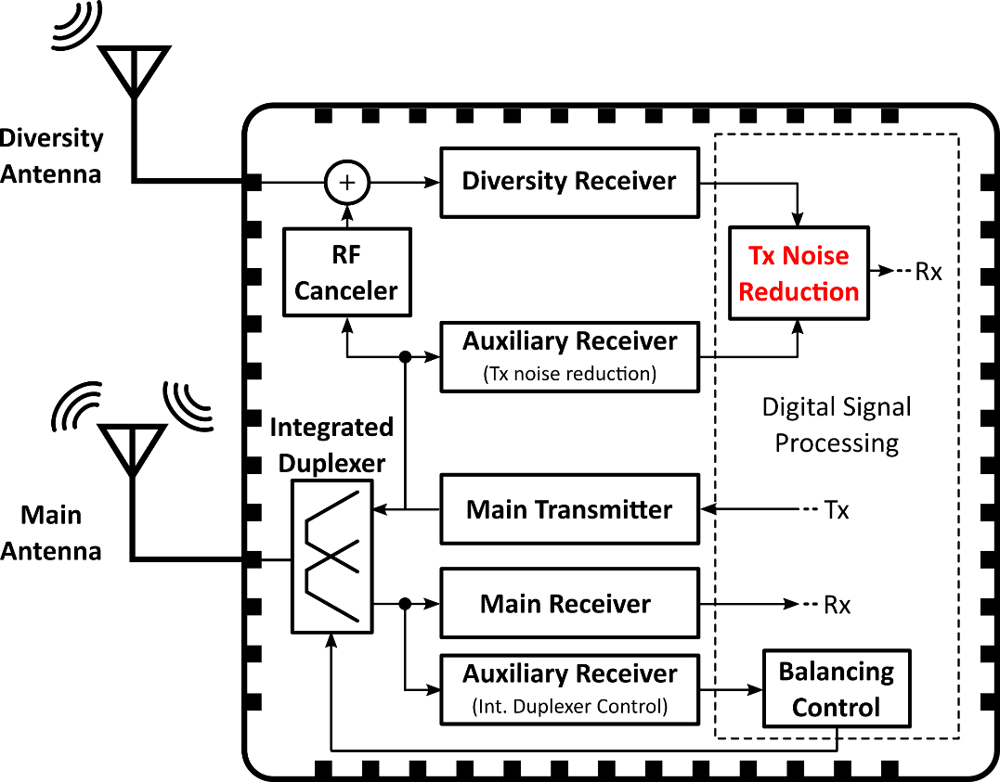 Diversity
Antenna
+
Diversity Receiver
RF
Canceler
Tx Noise
Reduction
Rx
Auxiliary Receiver
(Tx noise reduction)
Digital Signal
Processing
Integrated
Duplexer
Main
Antenna
Main Transmitter
Tx
Main Receiver
Rx
Auxiliary Receiver
(Int. Duplexer Control)
Balancing
Control